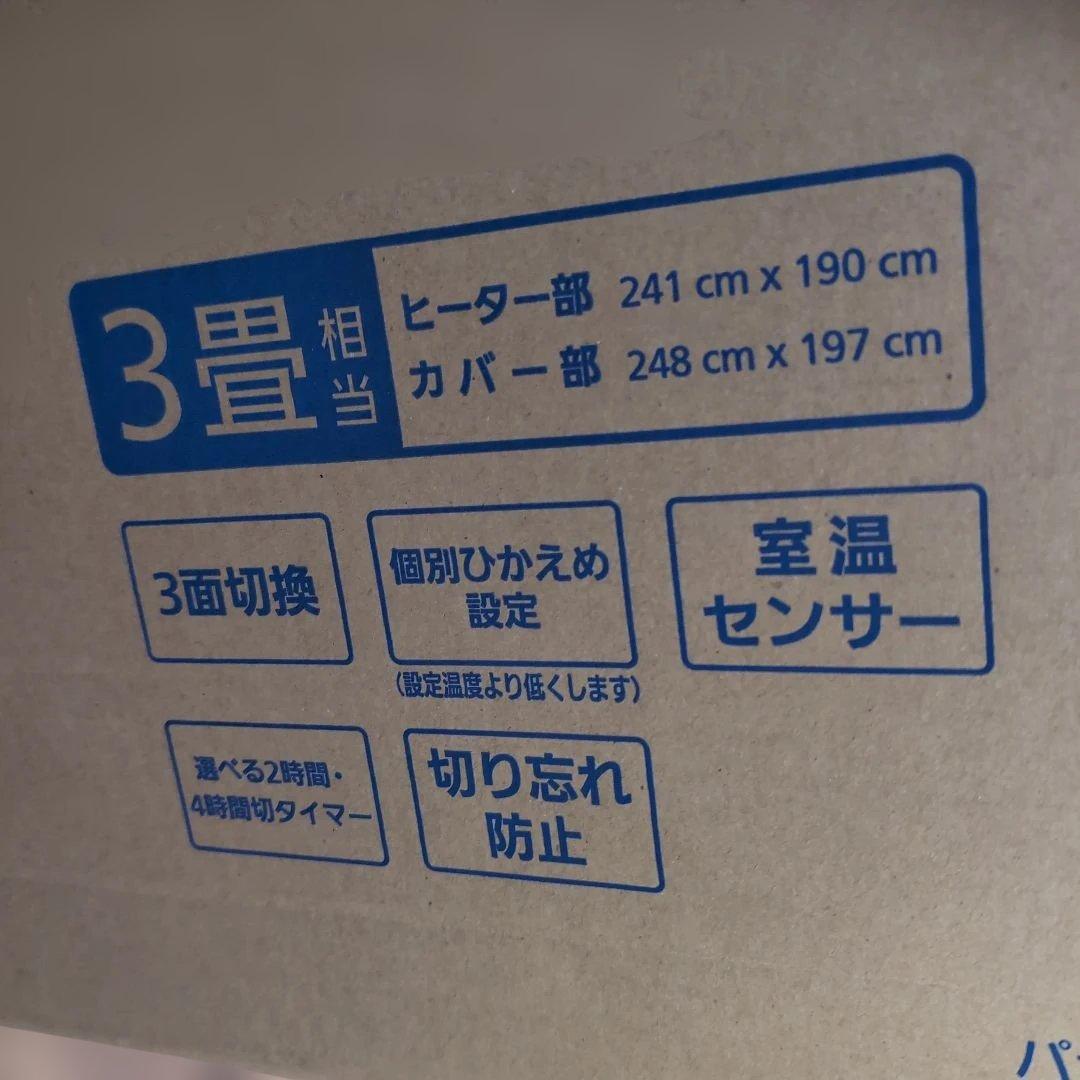 3畳相当
ヒーター部 241 cm x 190 cm
カバー部 248 cm x 197 cm
3面切換
個別ひかえめ
設定
(設定温度より低くします)
室温
センサー
選べる2時間・
4時間切タイマー
切り忘れ
防止
パ